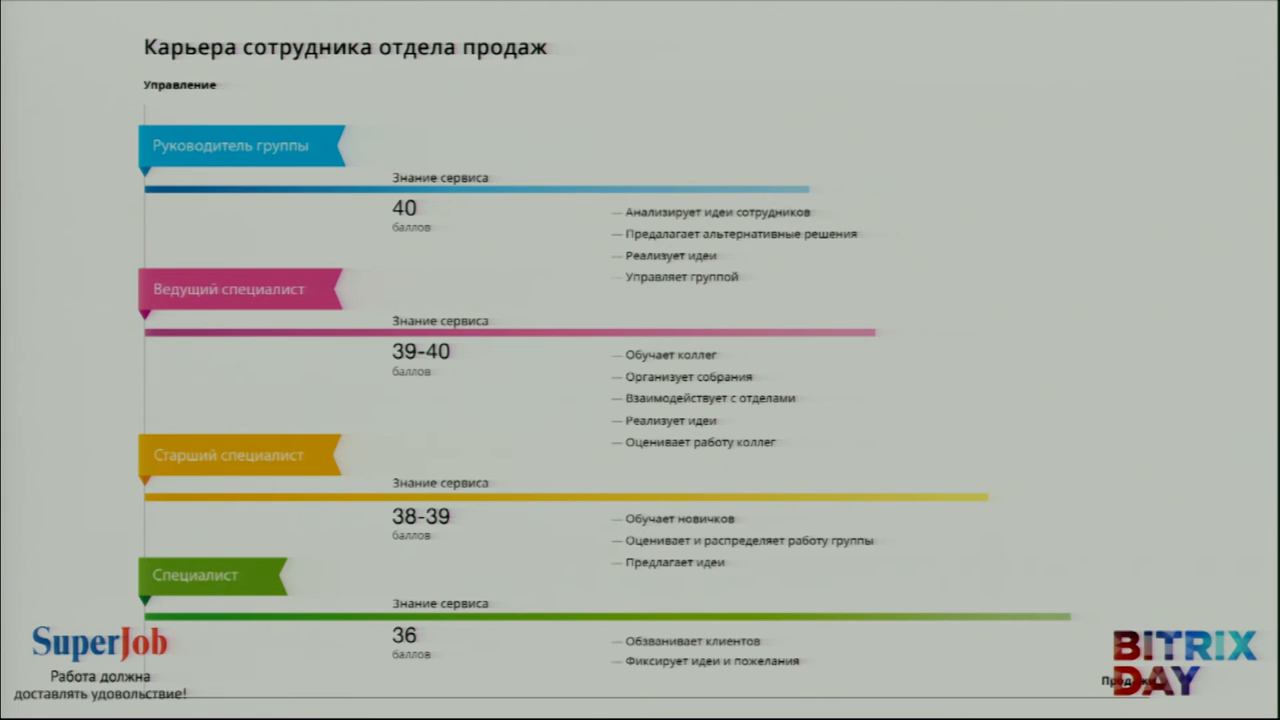 Карьера сотрудника отдела продаж
Управление
Руководитель группы
Знание сервиса
40
баллов
— Анализирует идеи сотрудников
— Предалагает альтернативные решения
— Реализует идеи
— Управляет группой
Ведущий специалист
Знание сервиса
39-40
баллов
— Обучает коллег
— Организует собрания
— Взаимодействует с отделами
— Реализует идеи
— Оценивает работу коллег
Старший специалист
Знание сервиса
38-39
баллов
— Обучает новичков
— Оценивает и распределяет работу группы
— Предлагает идеи
Специалист
Знание сервиса
36
баллов
— Обзванивает клиентов
— Фиксирует идеи и пожелания
SuperJob
Работа должна
доставлять удовольствие!
BITRIX
DAY